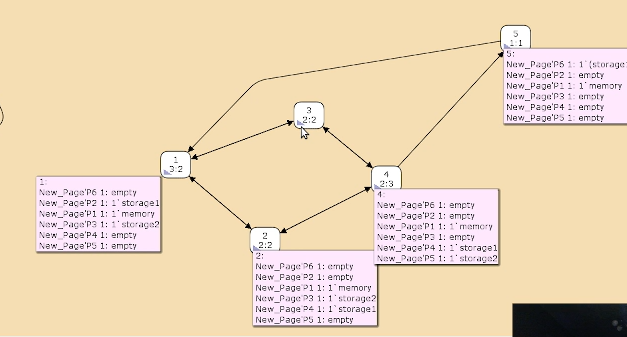 5
1:1
5:
New_Page'P6 1: 1`(storage
New_Page'P2 1: empty
New_Page'P1 1: 1`memory
New_Page'P3 1: empty
New_Page'P4 1: empty
New_Page'P5 1: empty
3
2:2
1
3:2
4
2:3
1:
New_Page'P6 1: empty
New_Page'P2 1: 1`storage1
New_Page'P1 1: 1`memory
New_Page'P3 1: 1`storage2
New_Page'P4 1: empty
New_Page'P5 1: empty
4:
New_Page'P6 1: empty
New_Page'P2 1: empty
New_Page'P1 1: 1`memory
New_Page'P3 1: empty
New_Page'P4 1: 1`storage1
New_Page'P5 1: 1`storage2
2
2:2
2:
New_Page'P6 1: empty
New_Page'P2 1: empty
New_Page'P1 1: 1`memory
New_Page'P3 1: 1`storage2
New_Page'P4 1: 1`storage1
New_Page'P5 1: empty